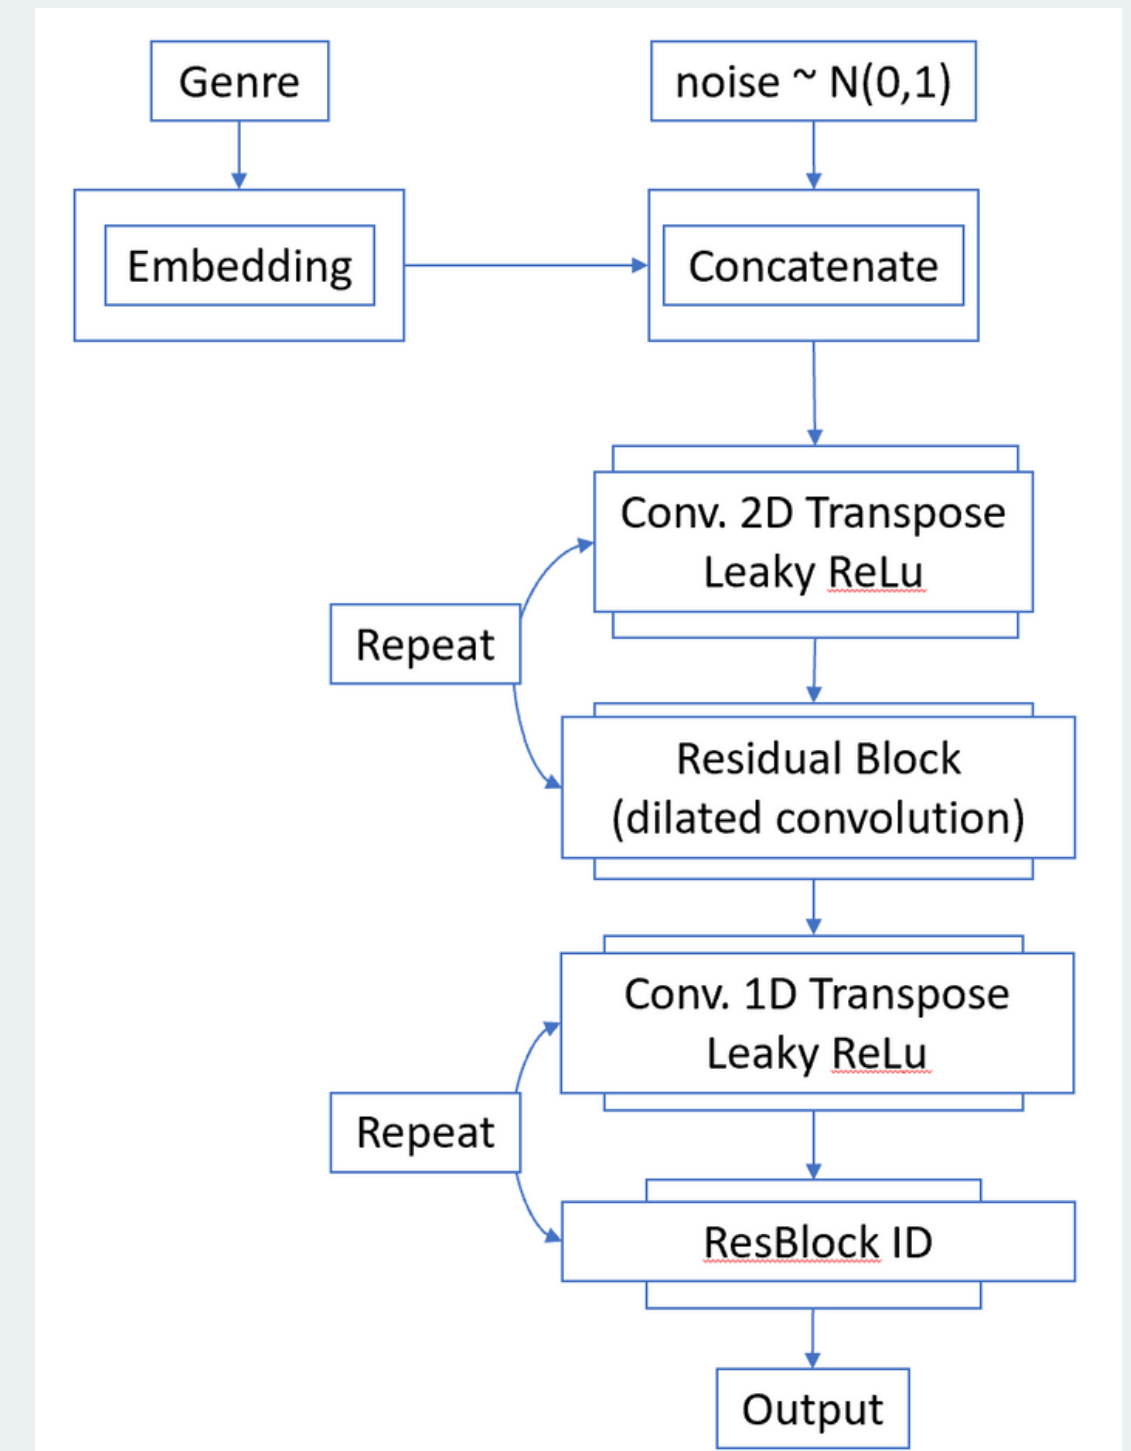 Genre
noise ~ N(0,1)
Embedding
Concatenate
Conv. 2D Transpose
Leaky ReLu
Repeat
Residual Block
(dilated convolution)
Conv. 1D Transpose
Leaky ReLu
Repeat
ResBlock ID
Output